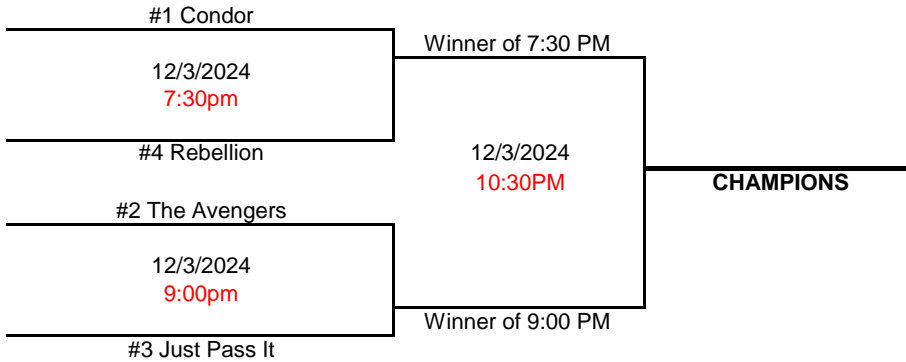 #1 Condor
Winner of 7:30 PM
12/3/2024
7:30pm
#4 Rebellion
12/3/2024
10:30PM
CHAMPIONS
#2 The Avengers
12/3/2024
9:00pm
Winner of 9:00 PM
#3 Just Pass It